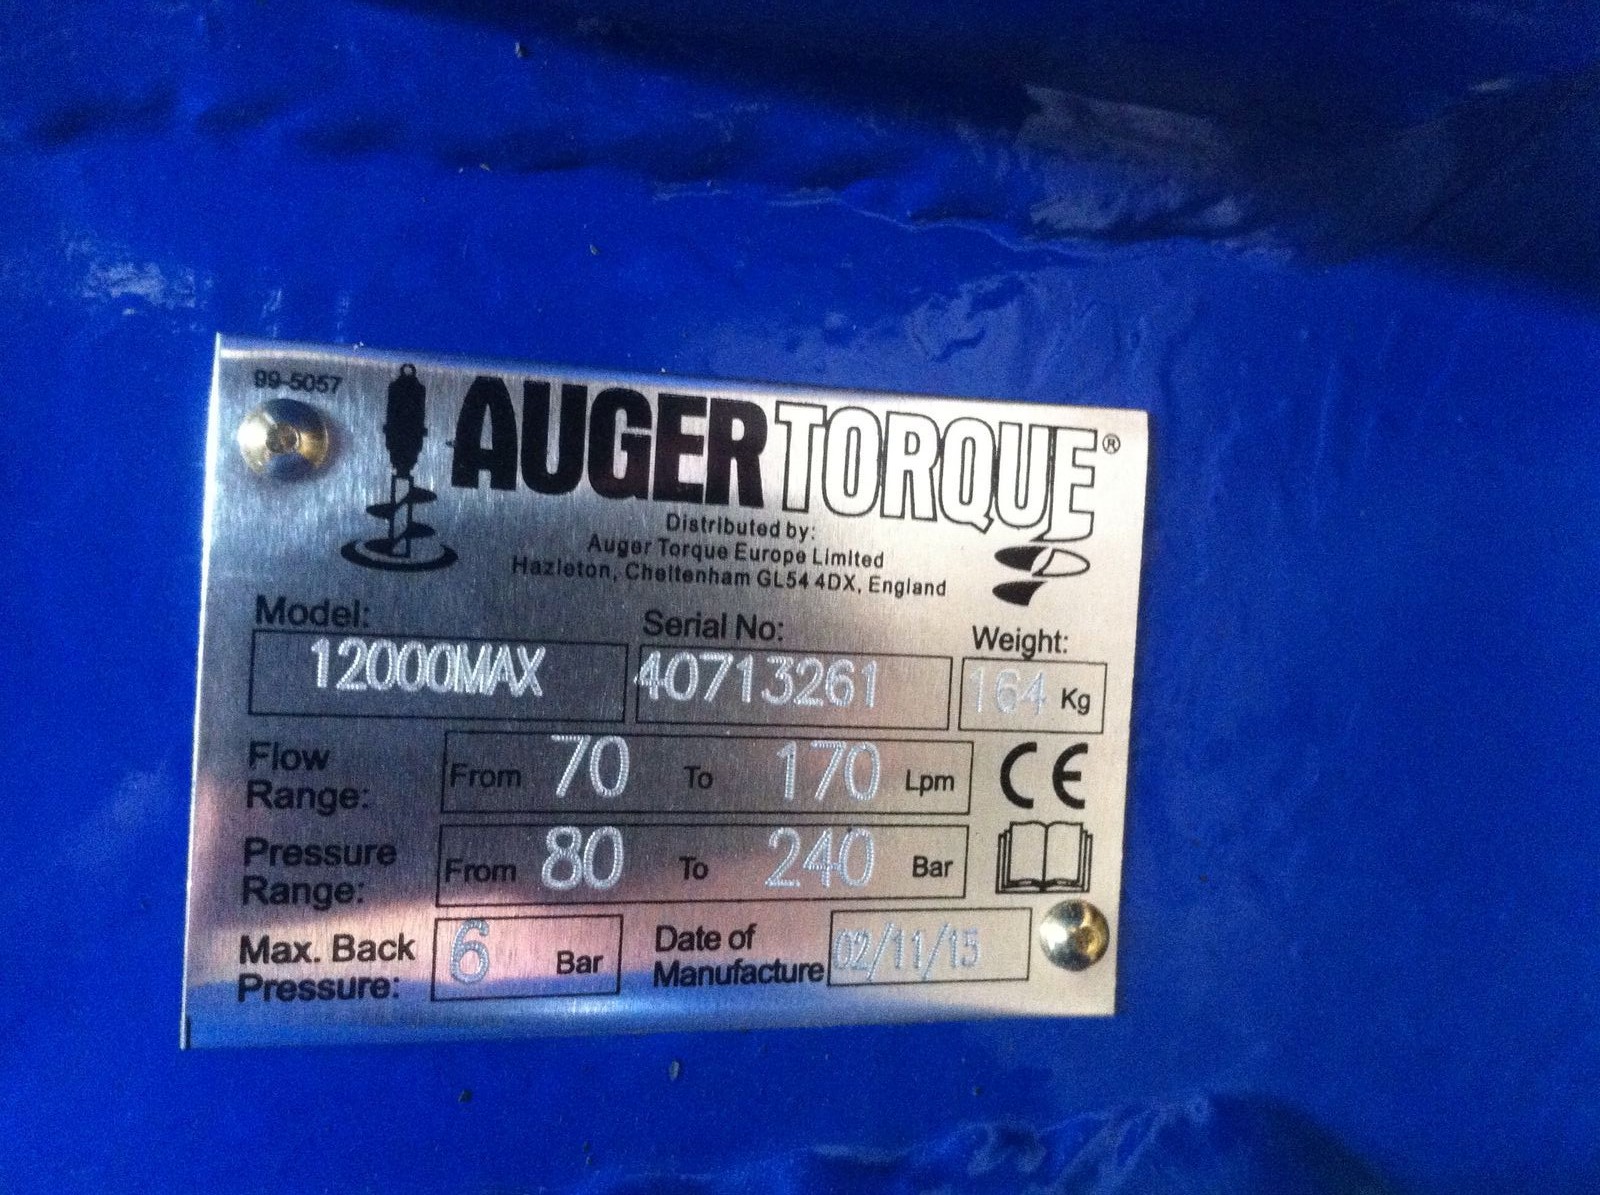 99-5057
AUGER TORQUE®
Distributed by:
Auger Torque Europe Limited
Hazleton, Cheltenham GL54 4DX, England
Model: Serial No: Weight:
12000MAX 40713261 164 Kg
Flow Range: From 70 To 170 Lpm CE
Pressure Range: From 80 To 240 Bar
Max. Back Pressure: 6 Bar Date of Manufacture 02/11/15